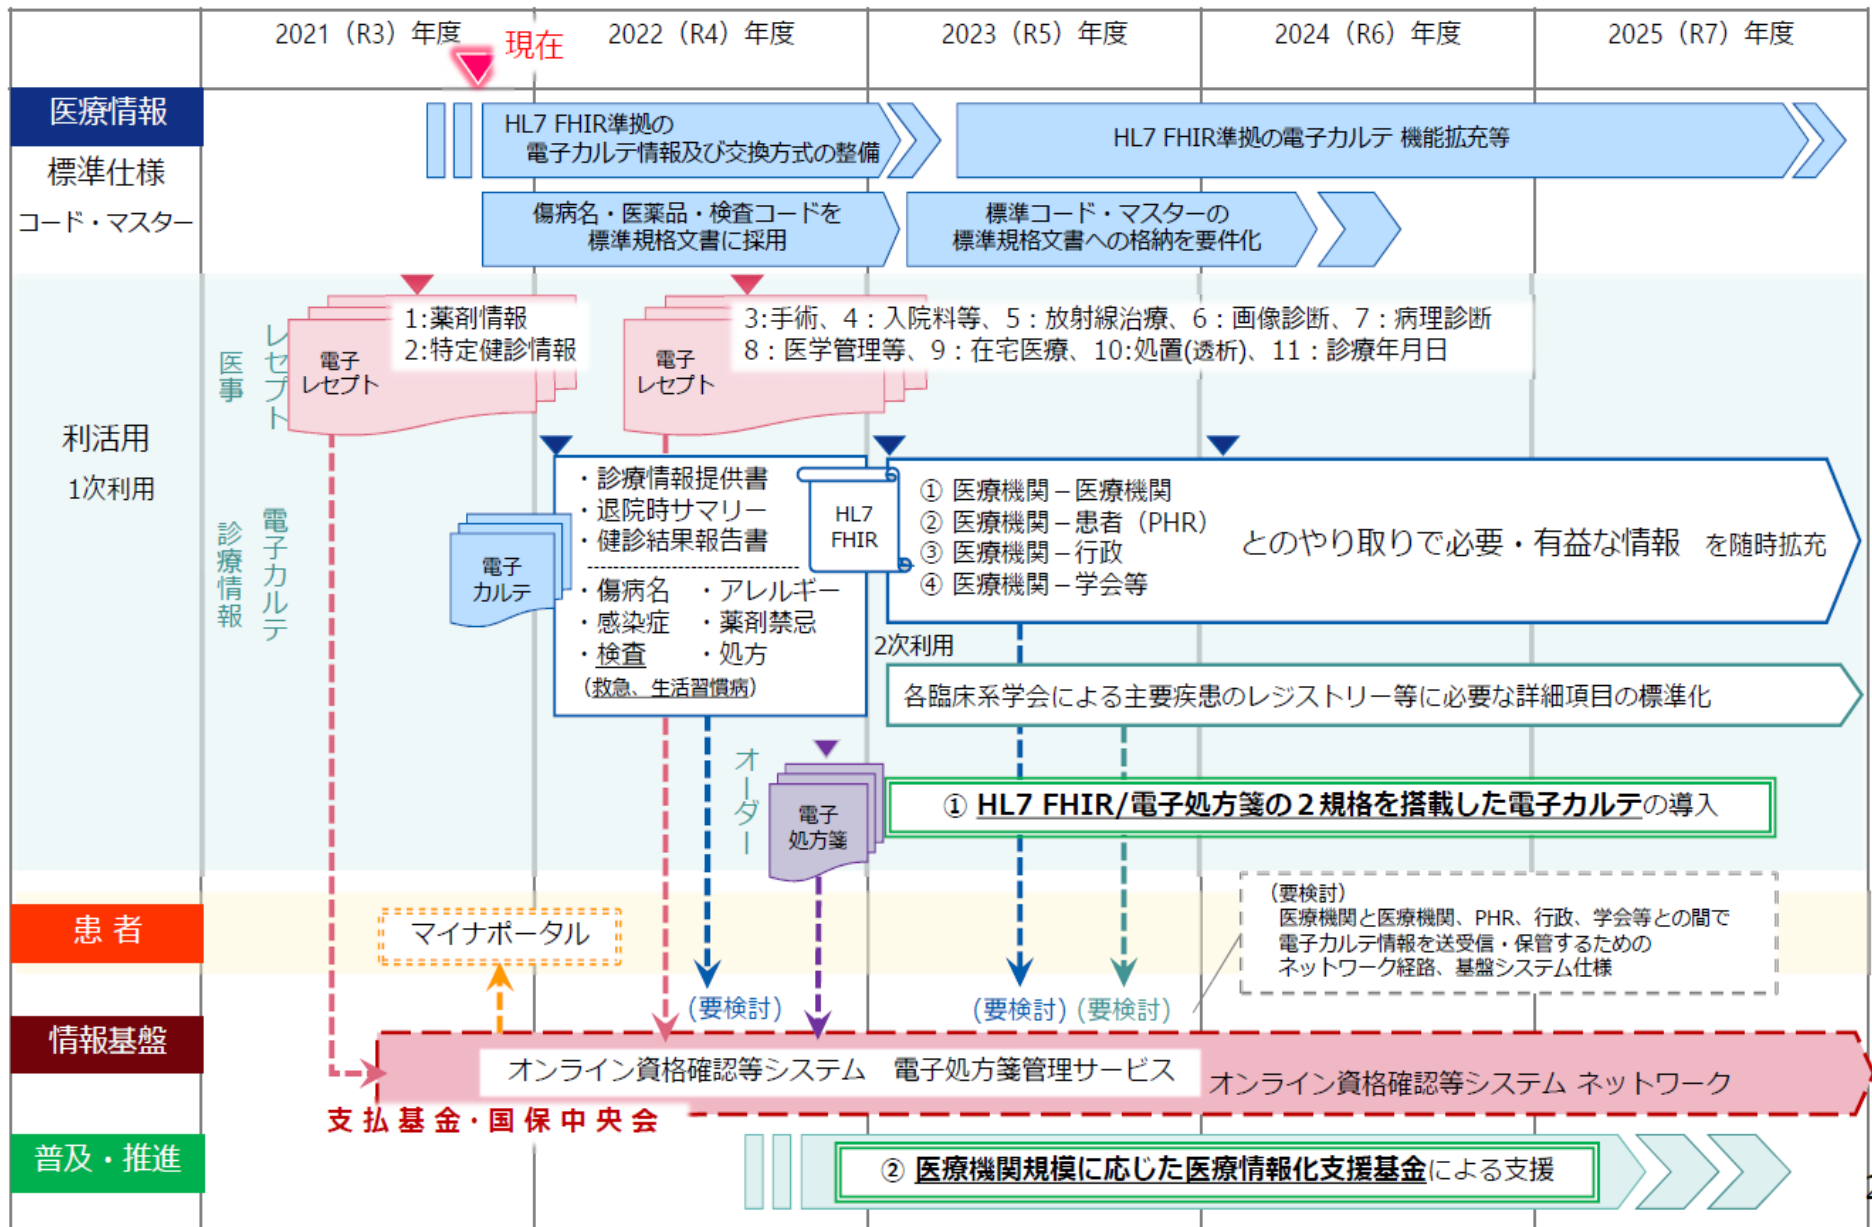 2021（R3）年度
2022（R4）年度
2023（R5）年度
2024（R6）年度
2025（R7）年度
現在
医療情報
標準仕様
コード・マスター
HL7 FHIR準拠の
電子カルテ情報及び交換方式の整備
HL7 FHIR準拠の電子カルテ 機能拡充等
傷病名・医薬品・検査コードを
標準規格文書に採用
標準コード・マスターの
標準規格文書への格納を要件化
利活用
1次利用
医事
レセプト
電子
レセプト
1:薬剤情報
2:特定健診情報
電子
レセプト
3:手術、4：入院料等、5：放射線治療、6：画像診断、7：病理診断
8：医学管理等、9：在宅医療、10:処置(透析)、11：診療年月日
診療情報
電子カルテ
電子
カルテ
・診療情報提供書
・退院時サマリー
・健診結果報告書
・傷病名 ・アレルギー
・感染症 ・薬剤禁忌
・検査 ・処方
（救急、生活習慣病）
HL7
FHIR
① 医療機関－医療機関
② 医療機関－患者（PHR）
③ 医療機関－行政
④ 医療機関－学会等
とのやり取りで必要・有益な情報 を随時拡充
2次利用
各臨床系学会による主要疾患のレジストリー等に必要な詳細項目の標準化
オーダー
電子
処方箋
① HL7 FHIR/電子処方箋の２規格を搭載した電子カルテの導入
患者
マイナポータル
（要検討）
医療機関と医療機関、PHR、行政、学会等との間で
電子カルテ情報を送受信・保管するための
ネットワーク経路、基盤システム仕様
（要検討）
（要検討）
（要検討）
情報基盤
オンライン資格確認等システム 電子処方箋管理サービス
オンライン資格確認等システム ネットワーク
支払基金・国保中央会
普及・推進
② 医療機関規模に応じた医療情報化支援基金による支援